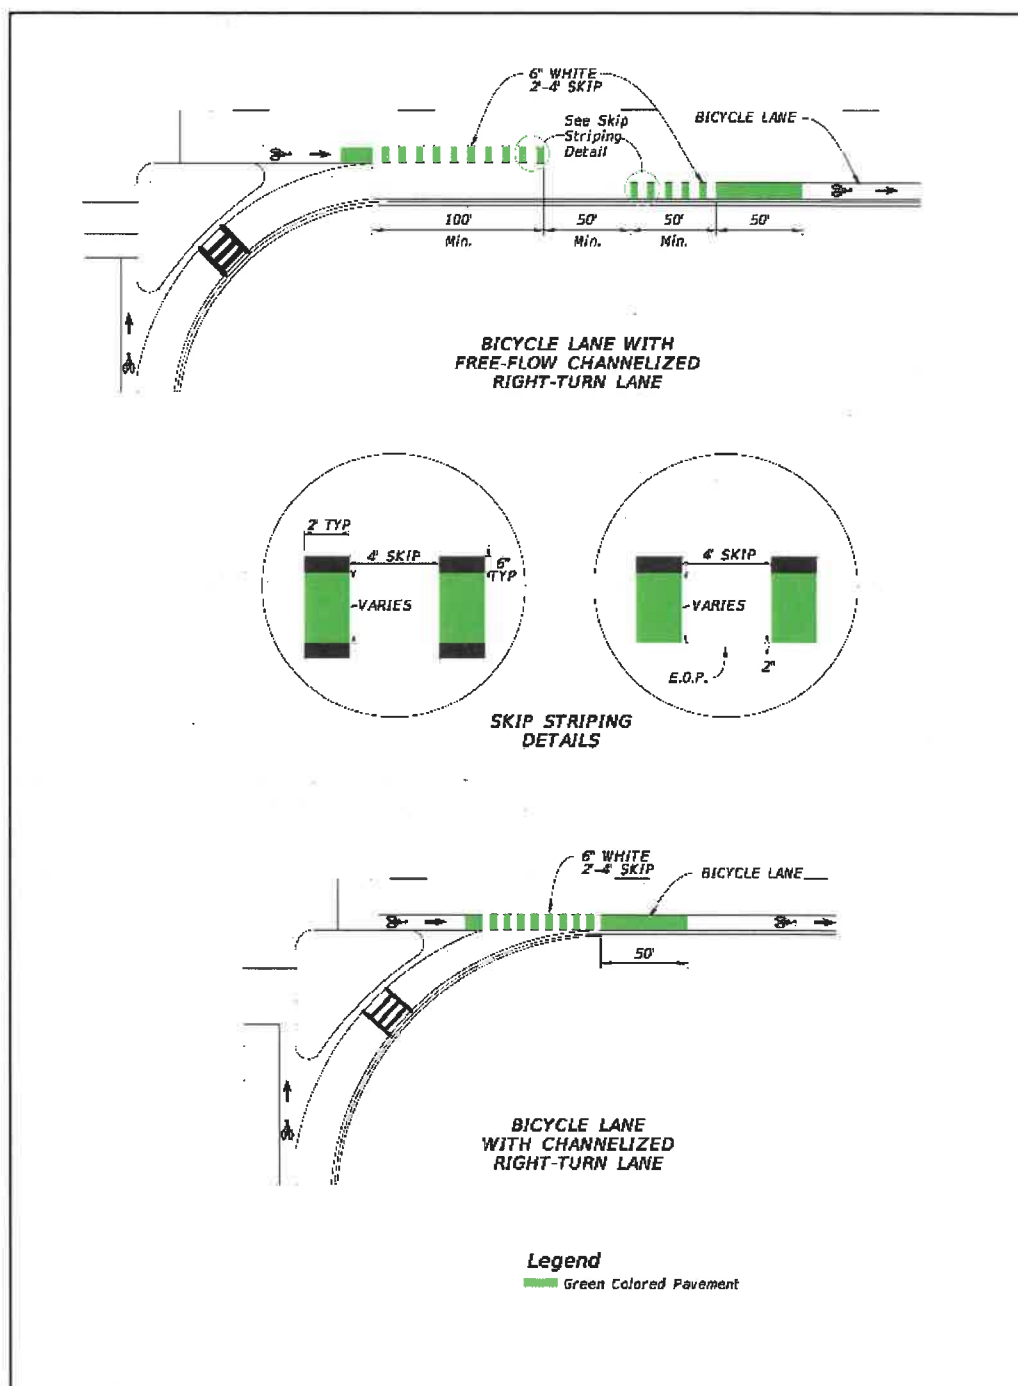 6" WHITE
2'-4' SKIP
See Skip
Striping
Detail
BICYCLE LANE
100'
Min.
50'
Min.
50'
Min.
50'
BICYCLE LANE WITH
FREE-FLOW CHANNELIZED
RIGHT-TURN LANE
2' TYP
4' SKIP
6"
TYP
VARIES
4' SKIP
VARIES
E.O.P.
2"
SKIP STRIPING
DETAILS
6" WHITE
2'-4' SKIP
BICYCLE LANE
50'
BICYCLE LANE
WITH CHANNELIZED
RIGHT-TURN LANE
Legend
Green Colored Pavement